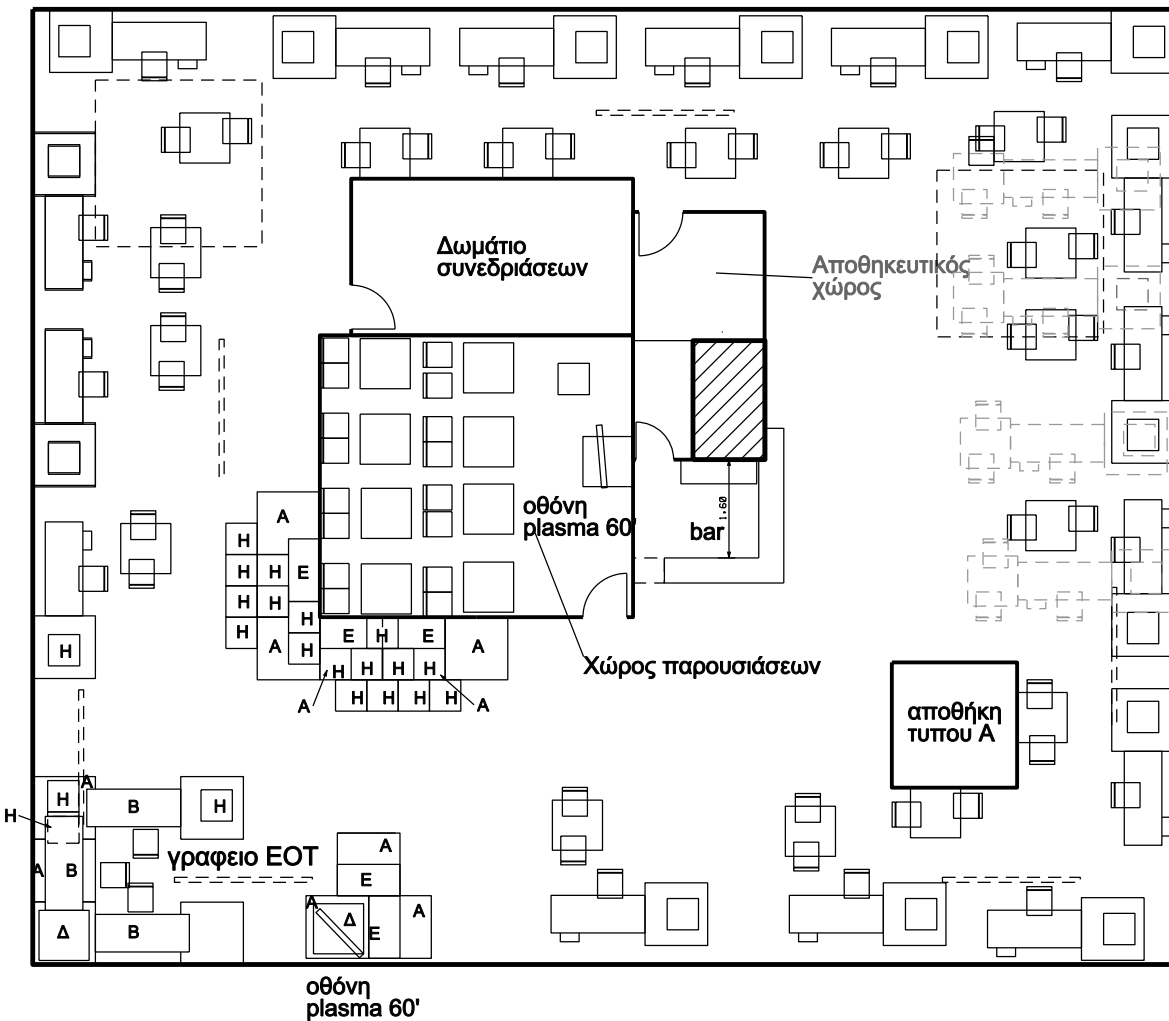 Δωμάτιο
συνεδριάσεων
Αποθηκευτικός
χώρος
οθόνη
plasma 60'
bar
1.60
A
H
H
H
E
H
H
H
H
A
H
E
H
E
A
H
H
H
H
A
H
H
H
H
A
Χώρος παρουσιάσεων
H
αποθήκη
τυπου Α
A
H
B
H
H
γραφειο ΕΟΤ
A
B
Δ
B
A
E
A
Δ
E
A
οθόνη
plasma 60'